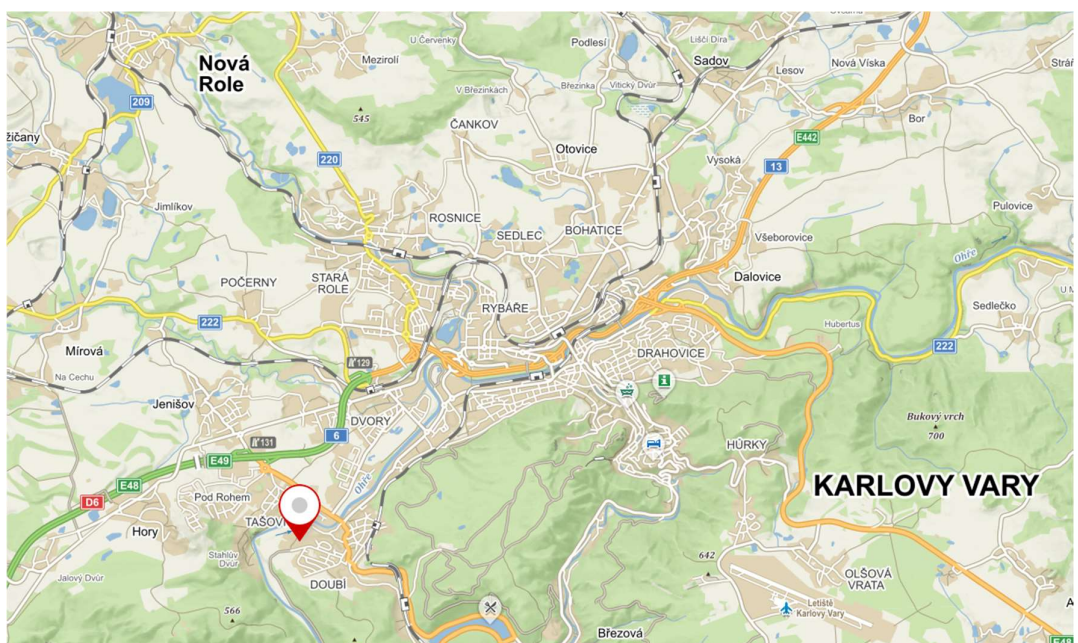 U Červenky
Podlesí
Liščí Díra
Mezirolí
Sadov
Nová Víska
Nová
Role
Lesov
V Březinkách
Březinka
Vítický Dvůr
209
545
ČANKOV
Bor
E442
Otovice
220
Vysoká
13
Jimlíkov
Pulovice
ROSNICE
SEDLEC
BOHATICE
Všeborovice
Ohře
POČERNY
STARÁ
ROLE
Dalovice
RYBÁŘE
Sedlečko
222
Hubertus
Mírová
222
DRAHOVICE
129
Na Cechu
Jenišov
DVORY
Bukový vrch
700
6
131
HŮRKY
E49
Ohře
E48
KARLOVY VARY
D6
Pod Rohem
Hory
Stahlův
Dvůr
642
Jalový Dvůr
DOUBÍ
OLŠOVÁ
VRATA
566
Letiště
Karlovy Vary
Březová
E48